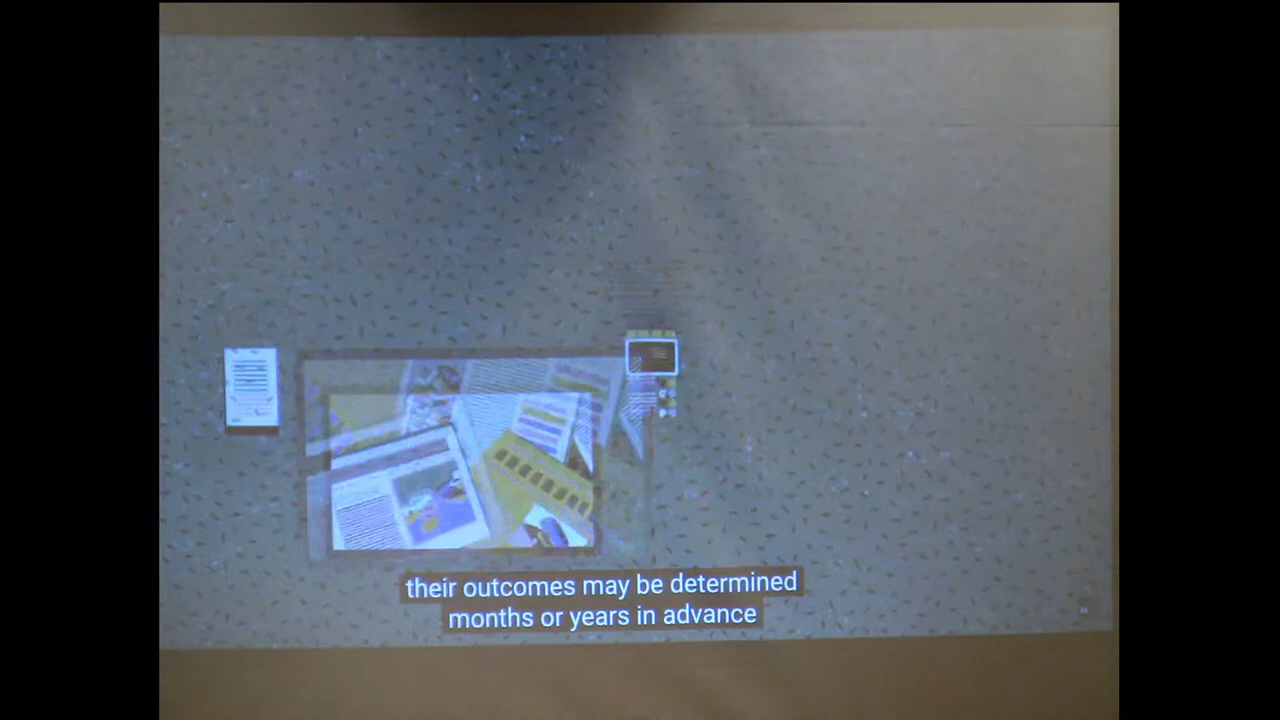 their outcomes may be determined
months or years in advance